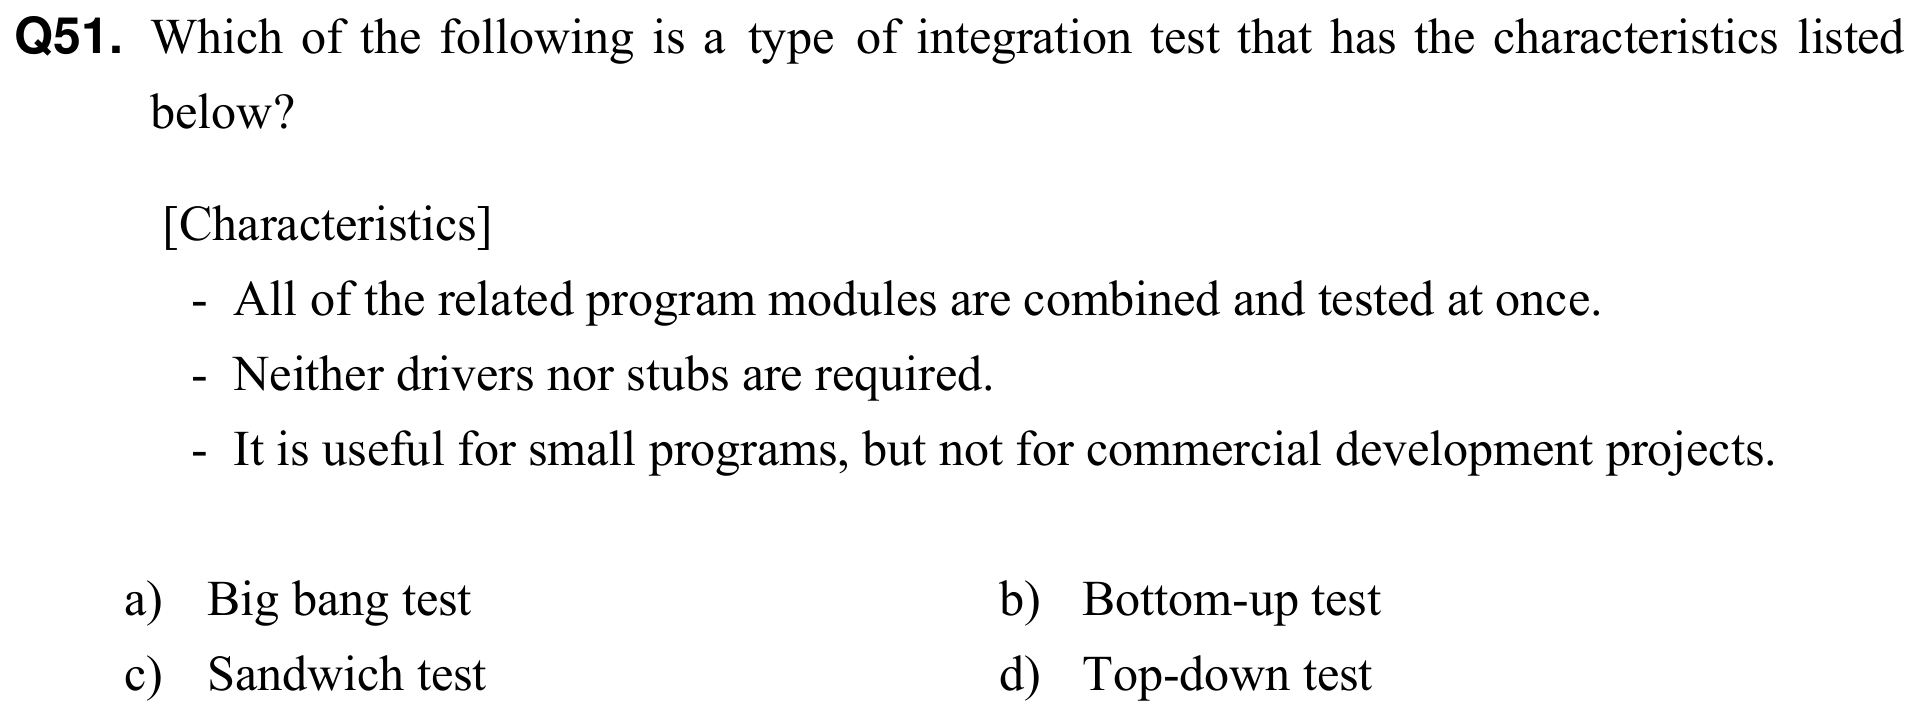 Q51. Which of the following is a type of integration test that has the characteristics listed
below?
[Characteristics]
- All of the related program modules are combined and tested at once.
- Neither drivers nor stubs are required.
- It is useful for small programs, but not for commercial development projects.
a) Big bang test b) Bottom-up test
c) Sandwich test d) Top-down test